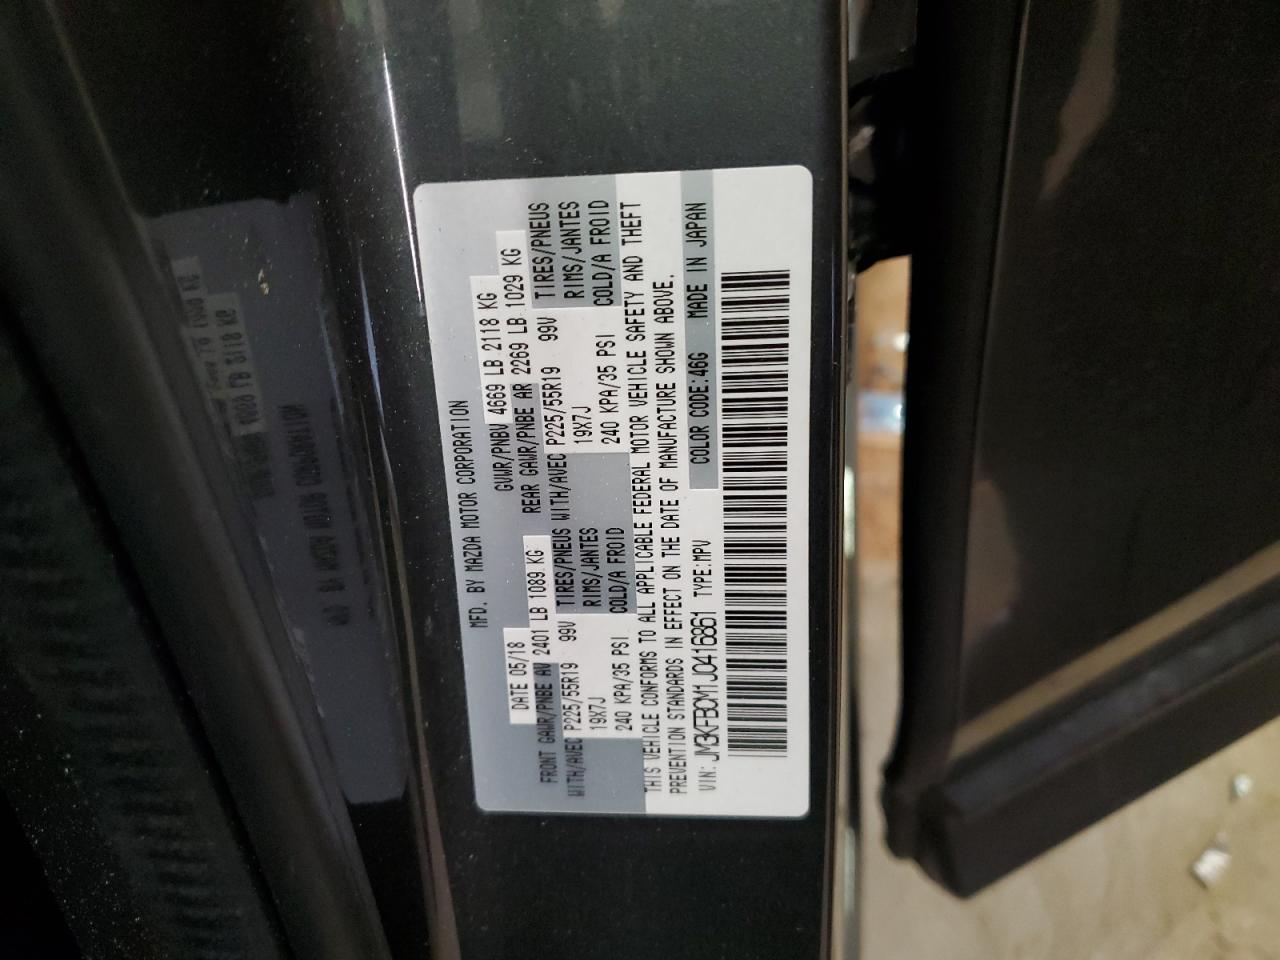 MFD. BY MAZDA MOTOR CORPORATION
DATE 05/18 GVWR/PNBV 4669 LB 2118 KG
FRONT GAWR/PNBE AV 2401 LB 1089 KG REAR GAWR/PNBE AR 2269 LB 1029 KG
WITH/AVEC P225/55R19 99V TIRES/PNEUS WITH/AVEC P225/55R19 99V TIRES/PNEUS
19X7J RIMS/JANTES 19X7J RIMS/JANTES
240 KPA/35 PSI COLD/A FROID 240 KPA/35 PSI COLD/A FROID
THIS VEHICLE CONFORMS TO ALL APPLICABLE FEDERAL MOTOR VEHICLE SAFETY AND THEFT
PREVENTION STANDARDS IN EFFECT ON THE DATE OF MANUFACTURE SHOWN ABOVE.
VIN: JM3KFBCM1J0416861 TYPE:MPV COLOR CODE:46G MADE IN JAPAN